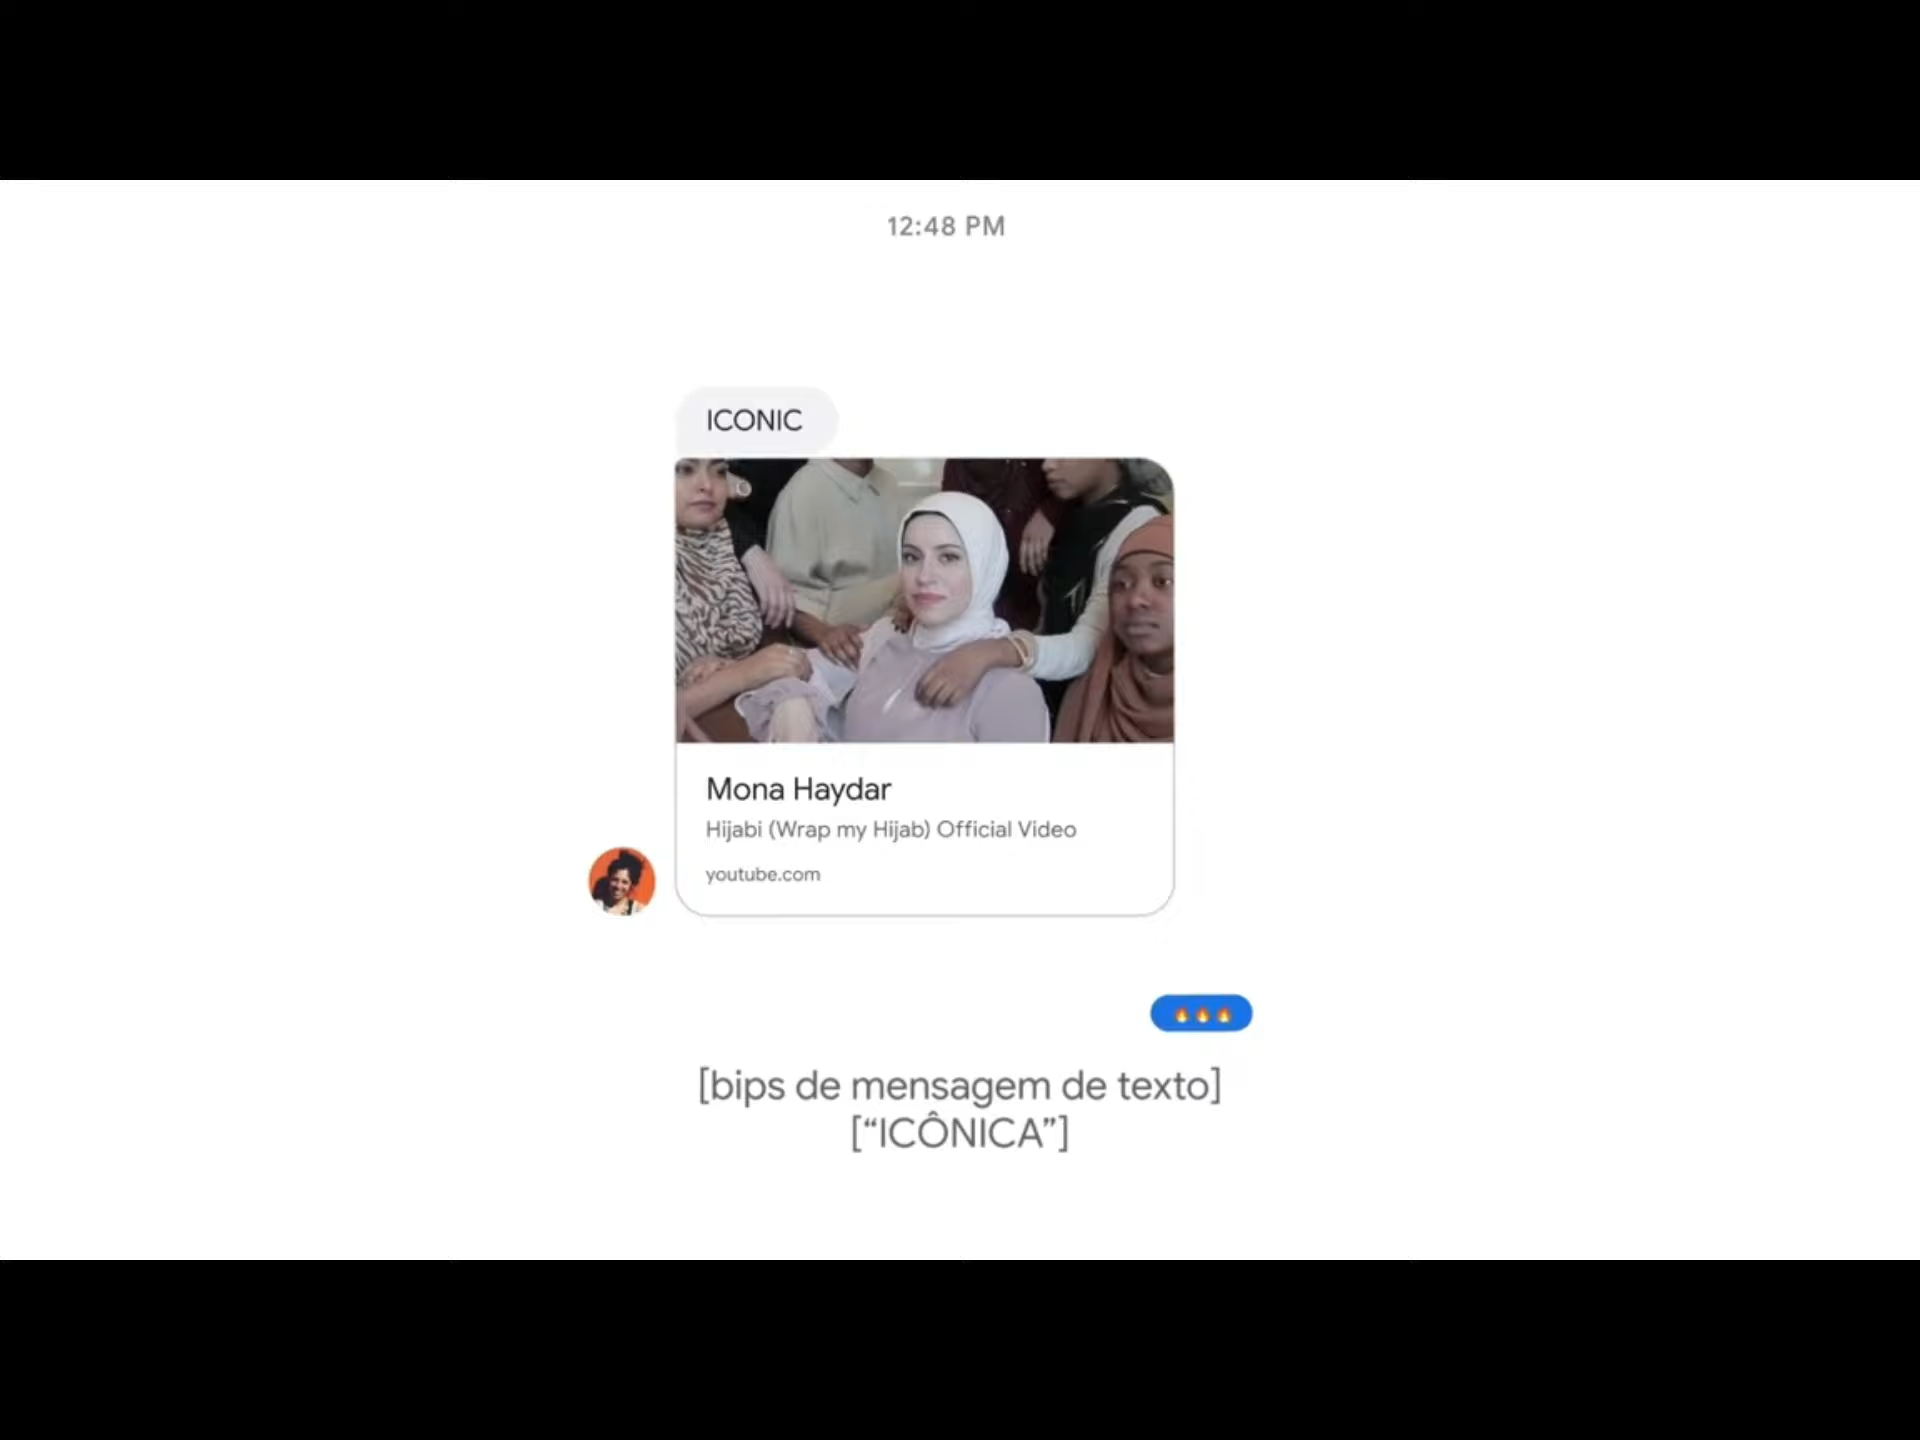 12:48 PM
ICONIC
Mona Haydar
Hijabi (Wrap my Hijab) Official Video
youtube.com
🔥🔥🔥
[bips de mensagem de texto]
[“ICÔNICA”]